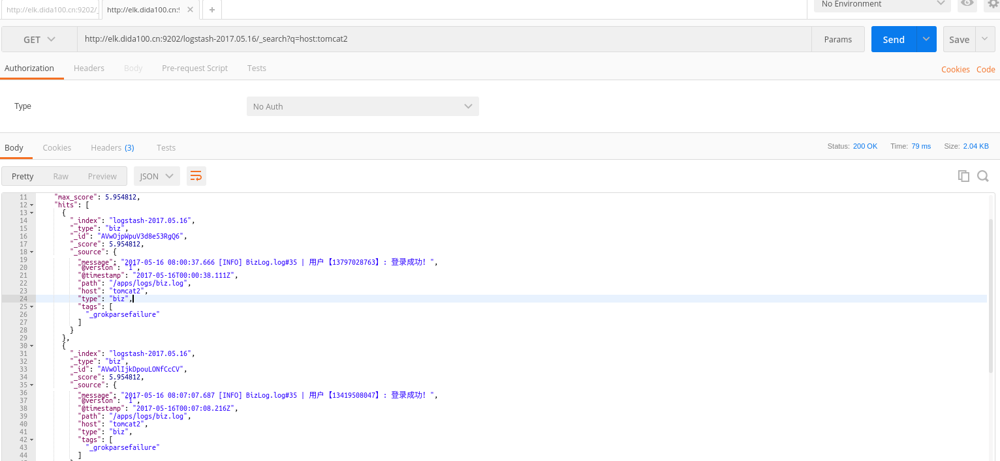 http://elk.dida100.cn:9202/
http://elk.dida100.cn:
No Environment
GET
http://elk.dida100.cn:9202/logstash-2017.05.16/_search?q=host:tomcat2
Params
Send
Save
Authorization Headers Body Pre-request Script Tests
Cookies Code
Type
No Auth
Body Cookies Headers (3) Tests
Status: 200 OK Time: 79 ms Size: 2.04 KB
Pretty Raw Preview JSON
11 "max_score": 5.954812,
12 "hits": [
13 {
14 "_index": "logstash-2017.05.16",
15 "_type": "biz",
16 "_id": "AVwOjpWpuV3d8e53RgQ6",
17 "_score": 5.954812,
18 "_source": {
19 "message": "2017-05-16 08:00:37.666 [INFO] BizLog.log#35 | 用户【13797028763】: 登录成功! ",
20 "@version": "1",
21 "@timestamp": "2017-05-16T00:00:38.111Z",
22 "path": "/apps/logs/biz.log",
23 "host": "tomcat2",
24 "type": "biz",
25 "tags": [
26 "_grokparsefailure"
27 ]
28 }
29 },
30 {
31 "_index": "logstash-2017.05.16",
32 "_type": "biz",
33 "_id": "AVwOlIjkDpouLONfCcCV",
34 "_score": 5.954812,
35 "_source": {
36 "message": "2017-05-16 08:07:07.687 [INFO] BizLog.log#35 | 用户【13419508047】: 登录成功! ",
37 "@version": "1",
38 "@timestamp": "2017-05-16T00:07:08.216Z",
39 "path": "/apps/logs/biz.log",
40 "host": "tomcat2",
41 "type": "biz",
42 "tags": [
43 "_grokparsefailure"
44 ]